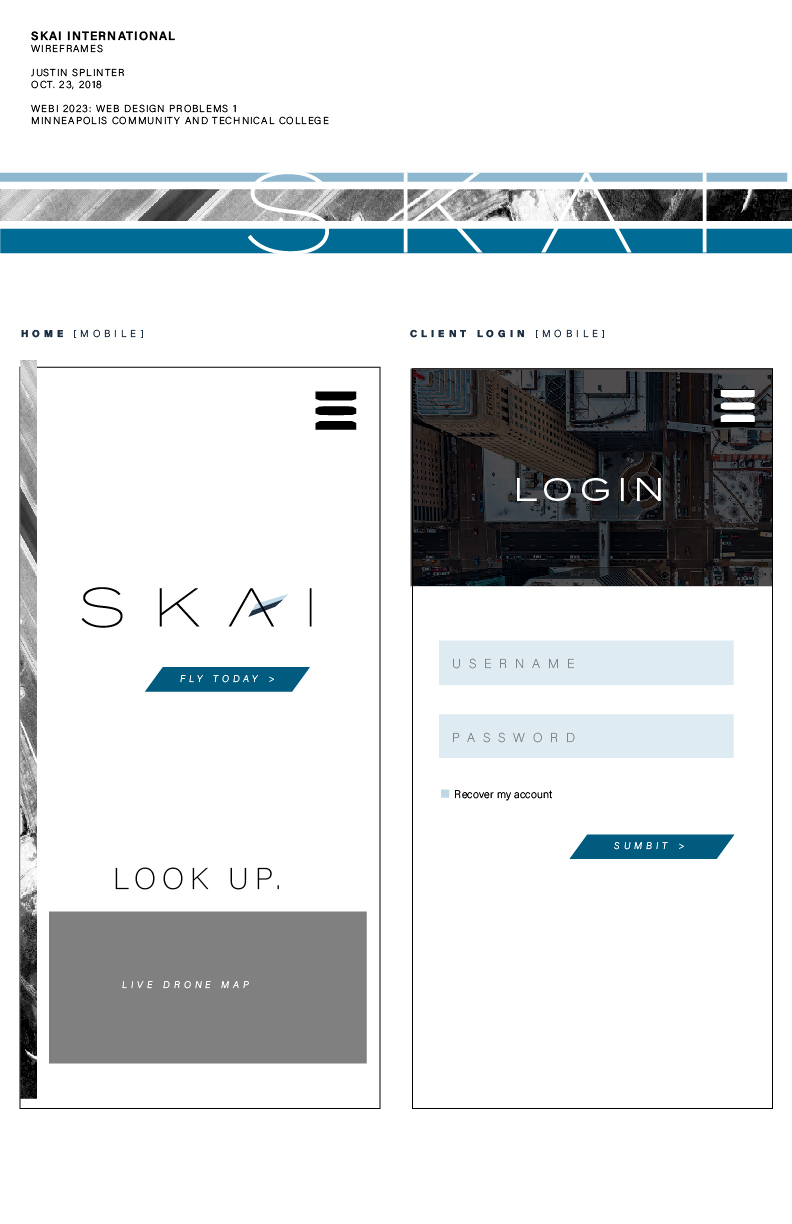 SKAI INTERNATIONAL
WIREFRAMES
JUSTIN SPLINTER
OCT. 23, 2018
WEBI 2023: WEB DESIGN PROBLEMS 1
MINNEAPOLIS COMMUNITY AND TECHNICAL COLLEGE
SKAI
HOME [MOBILE]
SKAI
FLY TODAY >
LOOK UP.
LIVE DRONE MAP
CLIENT LOGIN [MOBILE]
LOGIN
USERNAME
PASSWORD
Recover my account
SUMBIT >